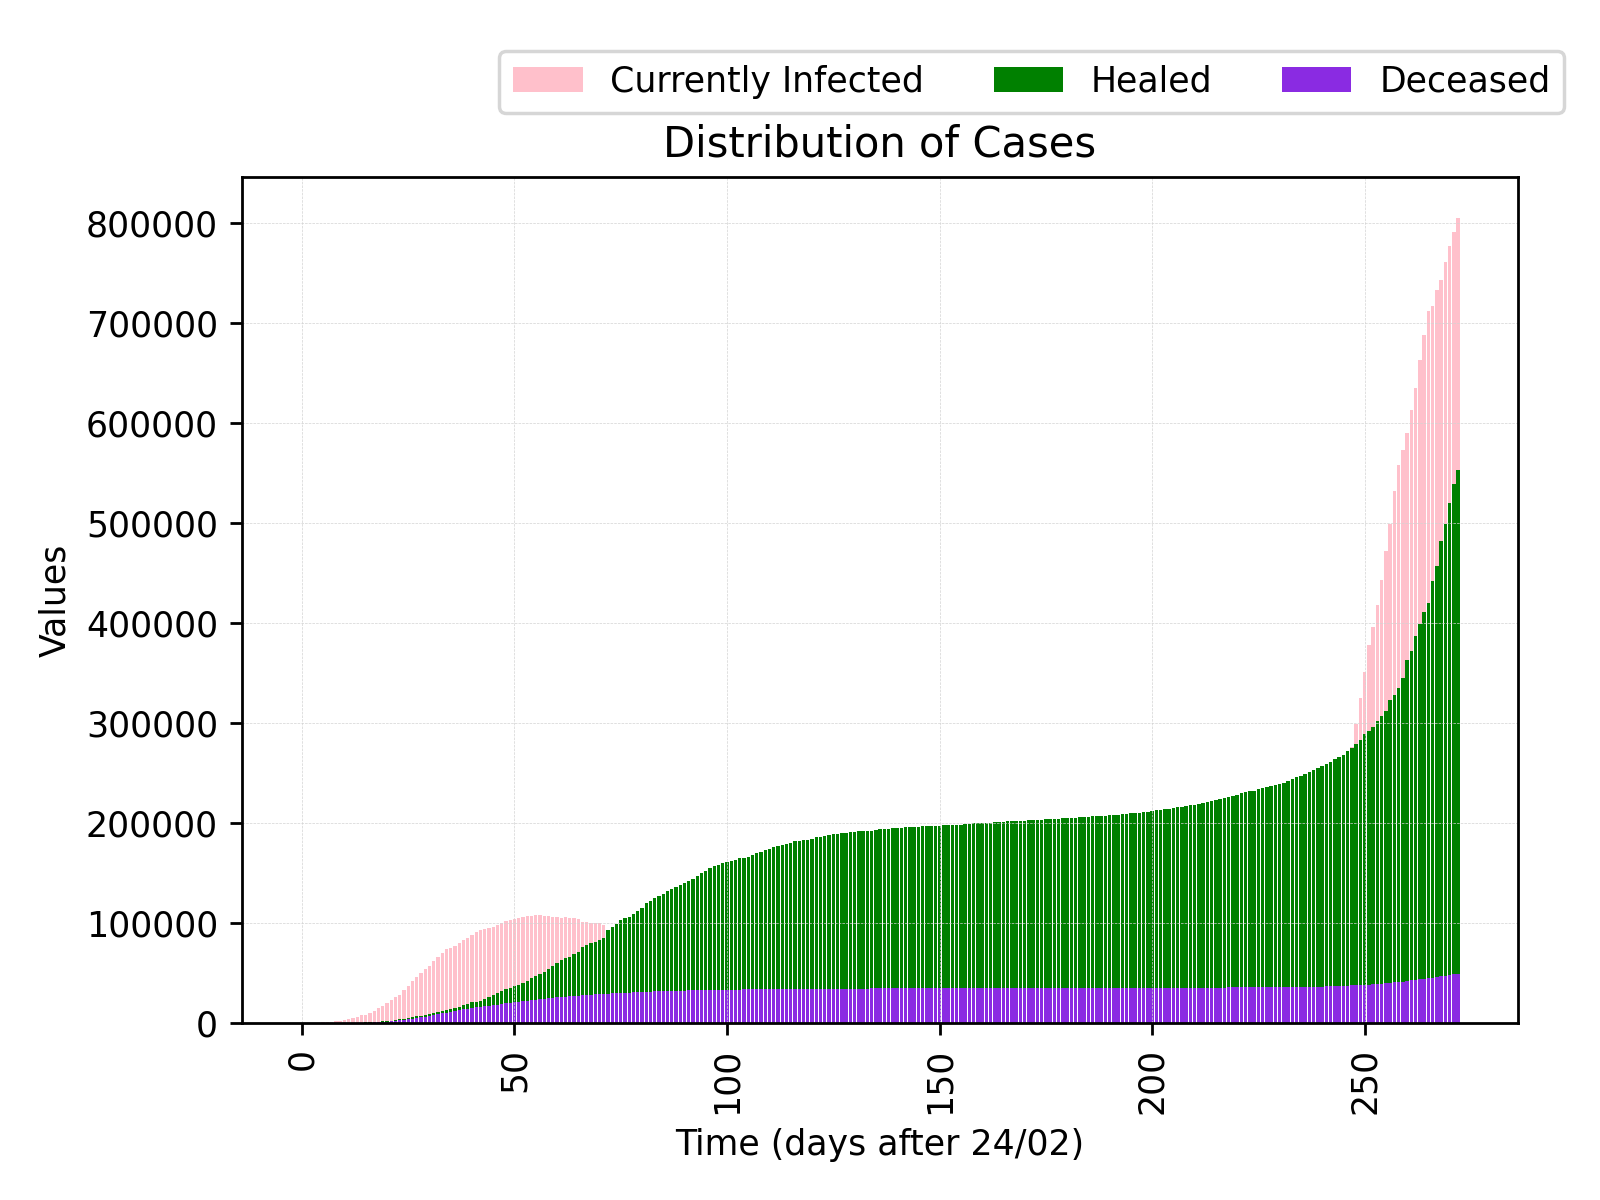 Currently Infected Healed Deceased
Distribution of Cases
Values
800000
700000
600000
500000
400000
300000
200000
100000
0
0 50 100 150 200 250
Time (days after 24/02)